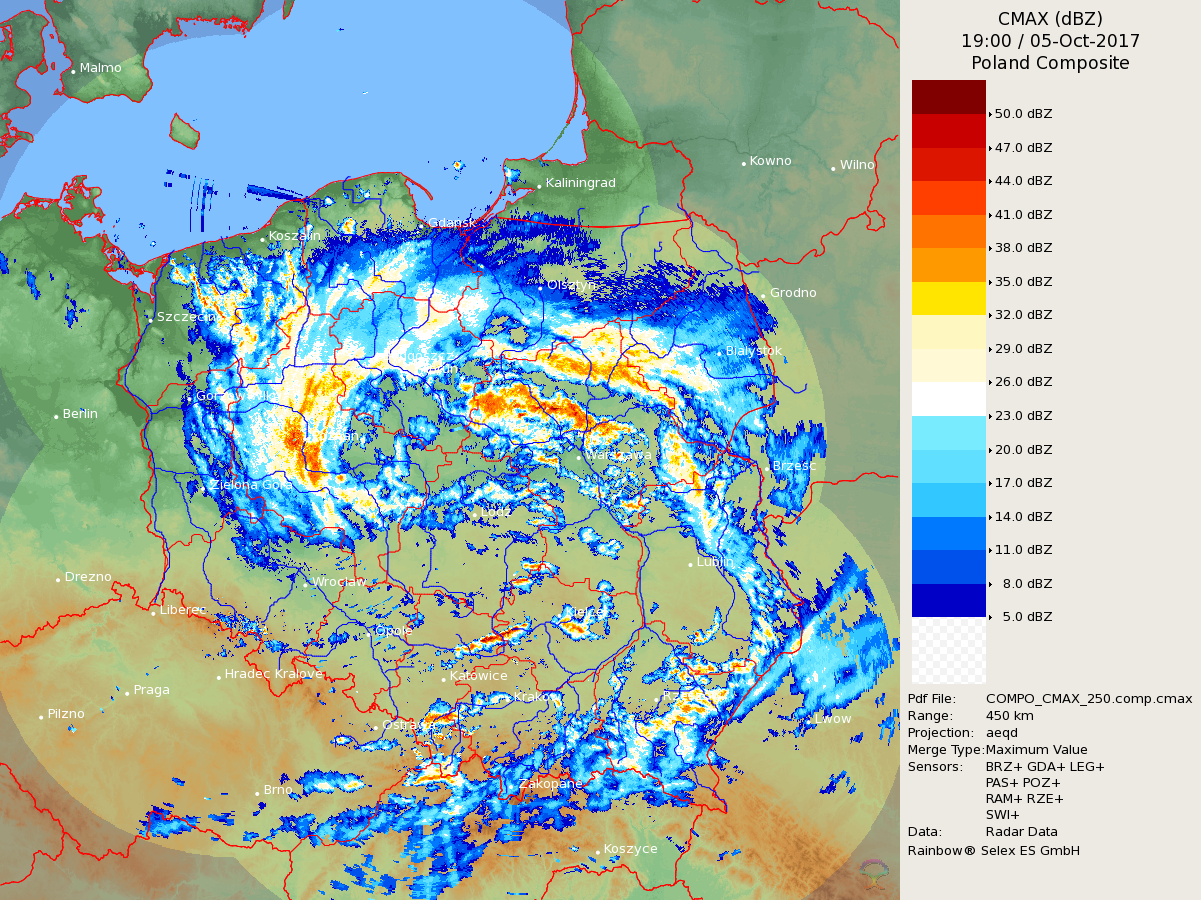 CMAX (dBZ)
19:00 / 05-Oct-2017
Poland Composite
50.0 dBZ
47.0 dBZ
44.0 dBZ
41.0 dBZ
38.0 dBZ
35.0 dBZ
32.0 dBZ
29.0 dBZ
26.0 dBZ
23.0 dBZ
20.0 dBZ
17.0 dBZ
14.0 dBZ
11.0 dBZ
8.0 dBZ
5.0 dBZ
Pdf File: COMPO_CMAX_250.comp.cmax
Range: 450 km
Projection: aeqd
Merge Type: Maximum Value
Sensors: BRZ+ GDA+ LEG+
PAS+ POZ+
RAM+ RZE+
SWI+
Data: Radar Data
Rainbow® Selex ES GmbH
Malmo
Kowno
Wilno
Kaliningrad
Gdansk
Koszalin
Olsztyn
Grodno
Szczecin
Bialystok
Berlin
Warszawa
Brzesc
Zielona Gora
Lublin
Drezno
Wroclaw
Liberec
Kielce
Opole
Hradec Kralove
Katowice
Praga
Krakow
Pilzno
Lwow
Zakopane
Brno
Koszyce